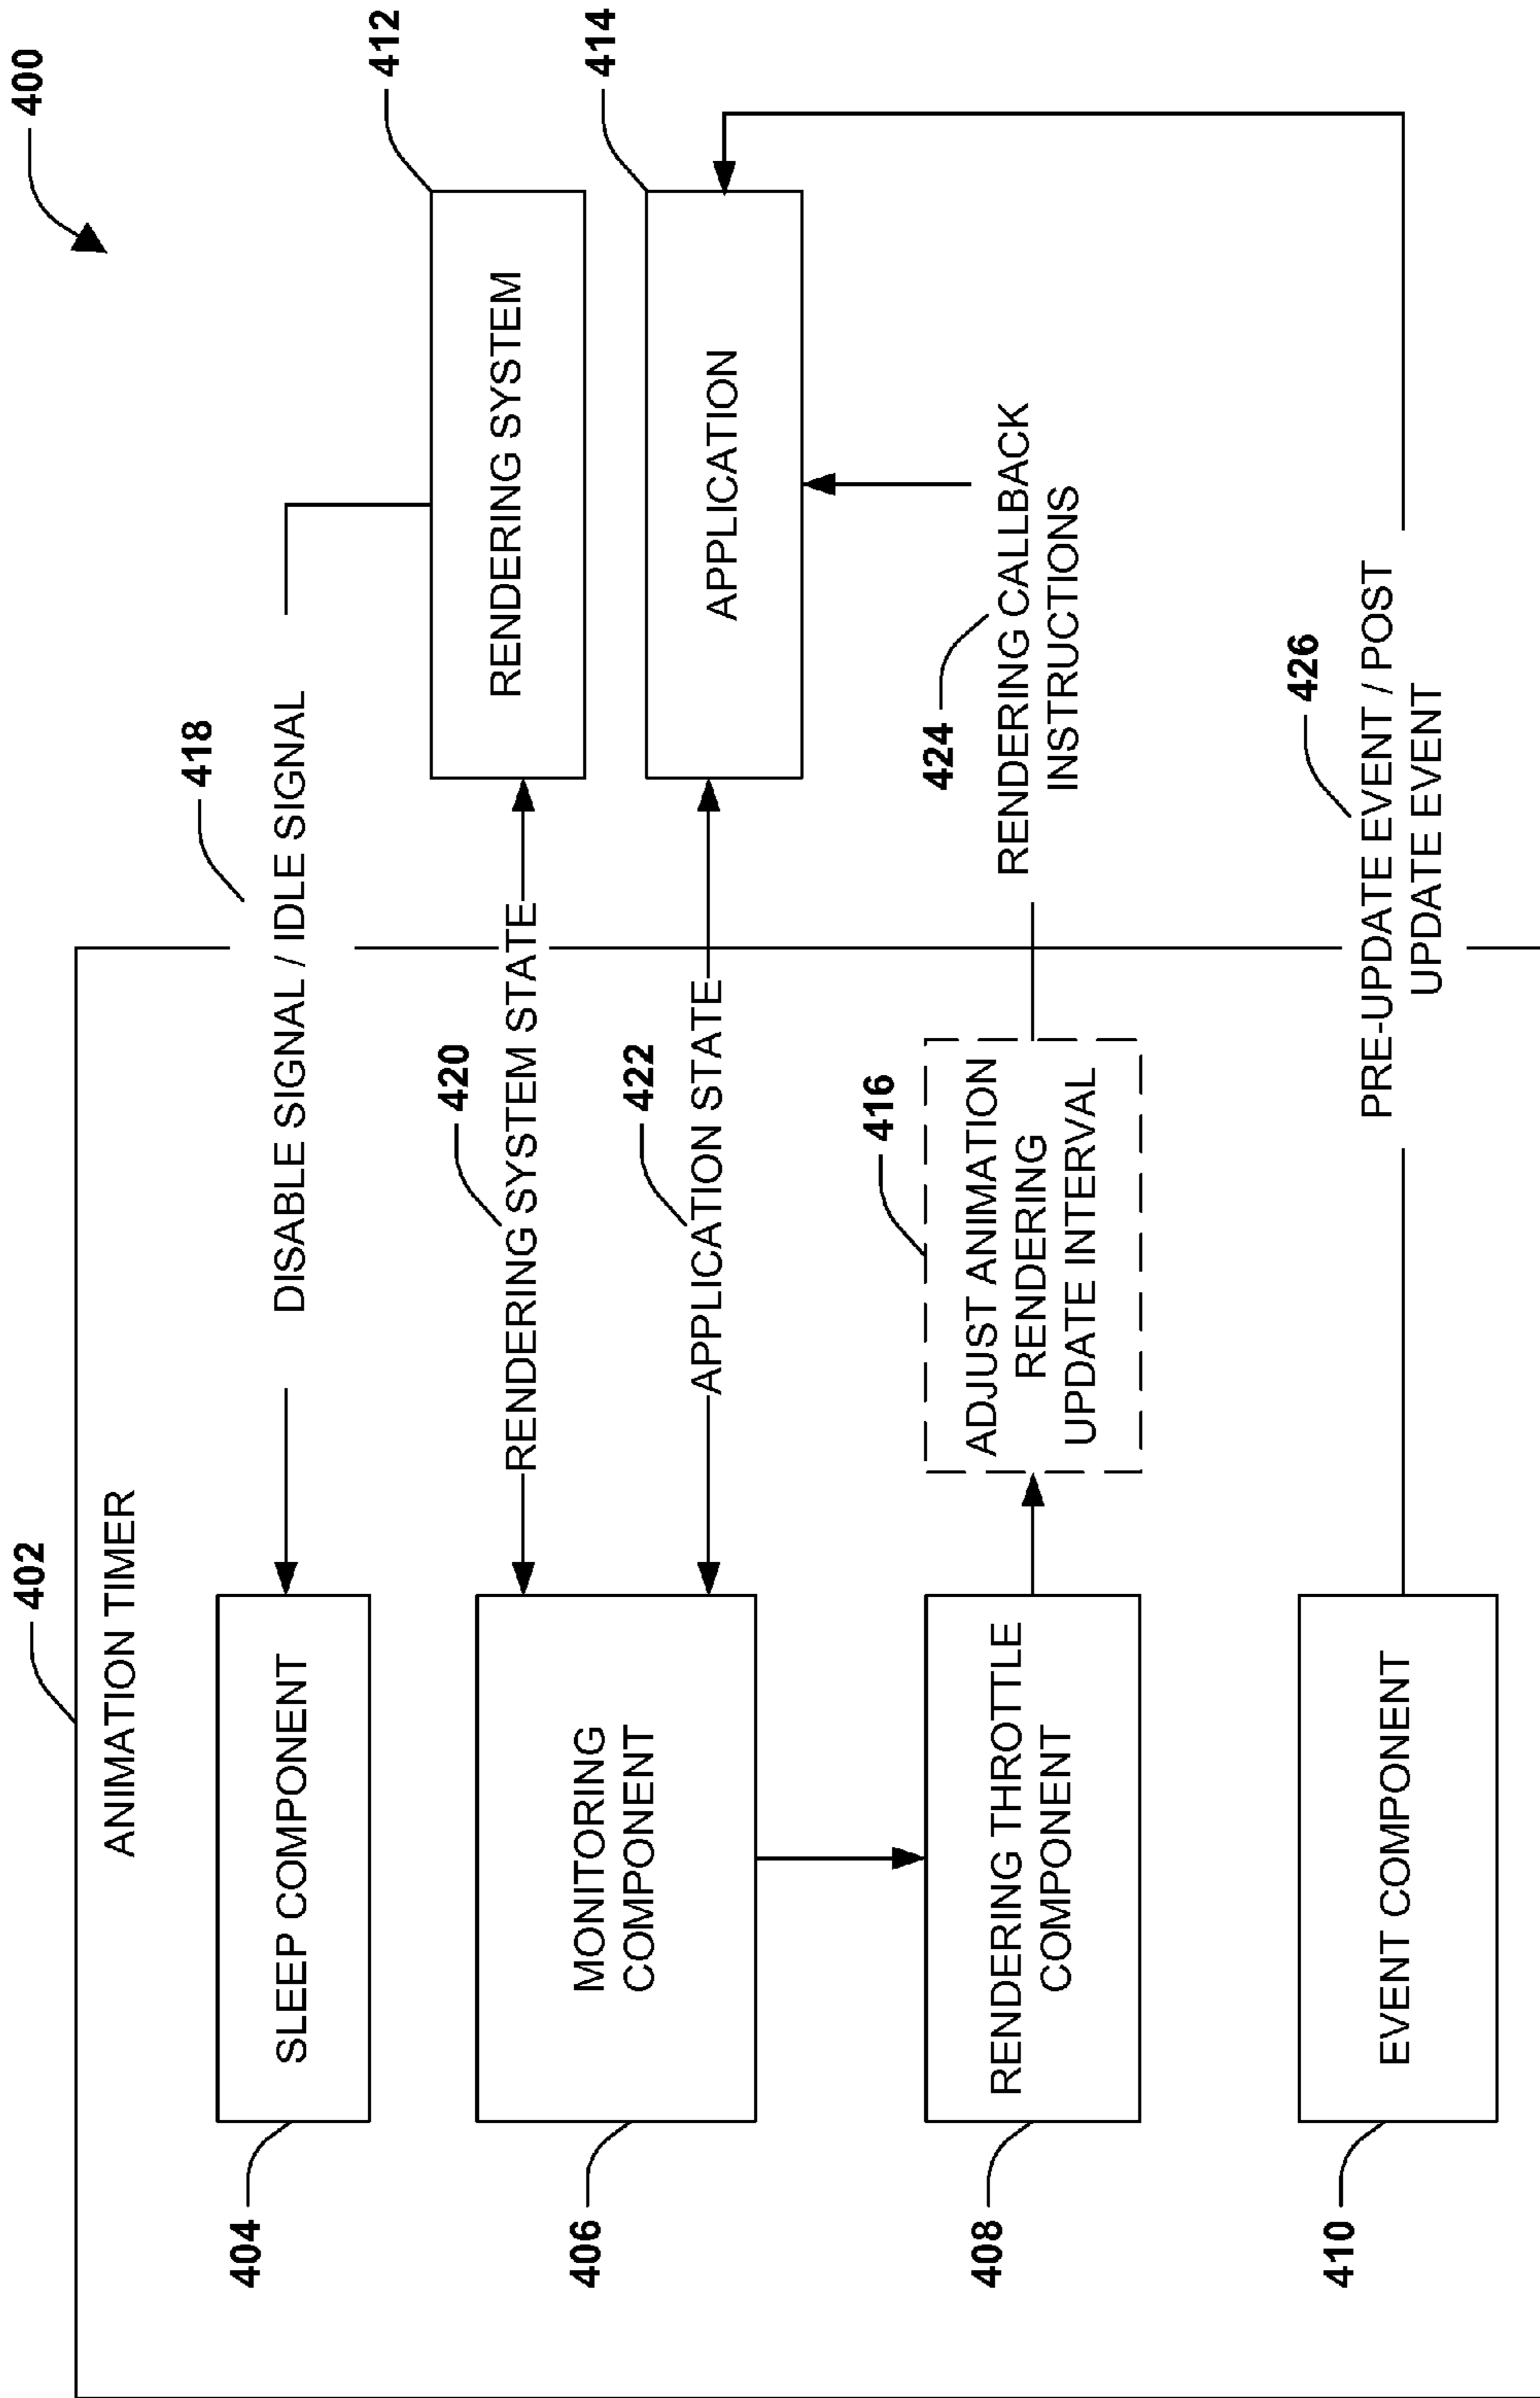 400
402
ANIMATION TIMER
404
SLEEP COMPONENT
418
DISABLE SIGNAL / IDLE SIGNAL
412
RENDERING SYSTEM
406
MONITORING
COMPONENT
420
RENDERING SYSTEM STATE
422
APPLICATION STATE
414
APPLICATION
408
RENDERING THROTTLE
COMPONENT
416
ADJUST ANIMATION
RENDERING
UPDATE INTERVAL
424
RENDERING CALLBACK
INSTRUCTIONS
410
EVENT COMPONENT
426
PRE-UPDATE EVENT / POST
UPDATE EVENT